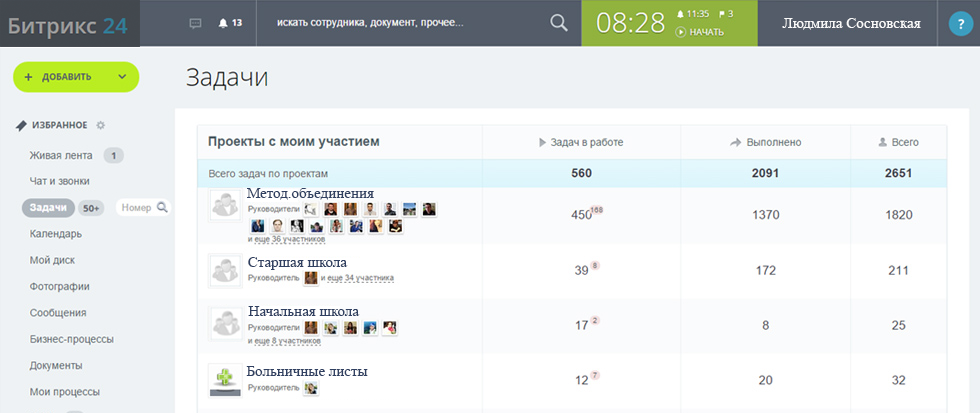 Битрикс 24
13
искать сотрудника, документ, прочее...
08:28
11:35
3
НАЧАТЬ
Людмила Сосновская
?
+ ДОБАВИТЬ
ИЗБРАННОЕ
Живая лента 1
Чат и звонки
Задачи 50+ Номер
Календарь
Мой диск
Фотографии
Сообщения
Бизнес-процессы
Документы
Мои процессы
Задачи
Проекты с моим участием Задач в работе Выполнено Всего
Всего задач по проектам 560 2091 2651
Метод.объединения
Руководители
и еще 36 участников
450 168 1370 1820
Старшая школа
Руководитель и еще 34 участника
39 8 172 211
Начальная школа
Руководители
и еще 8 участников
17 2 8 25
Больничные листы
Руководитель
12 7 20 32